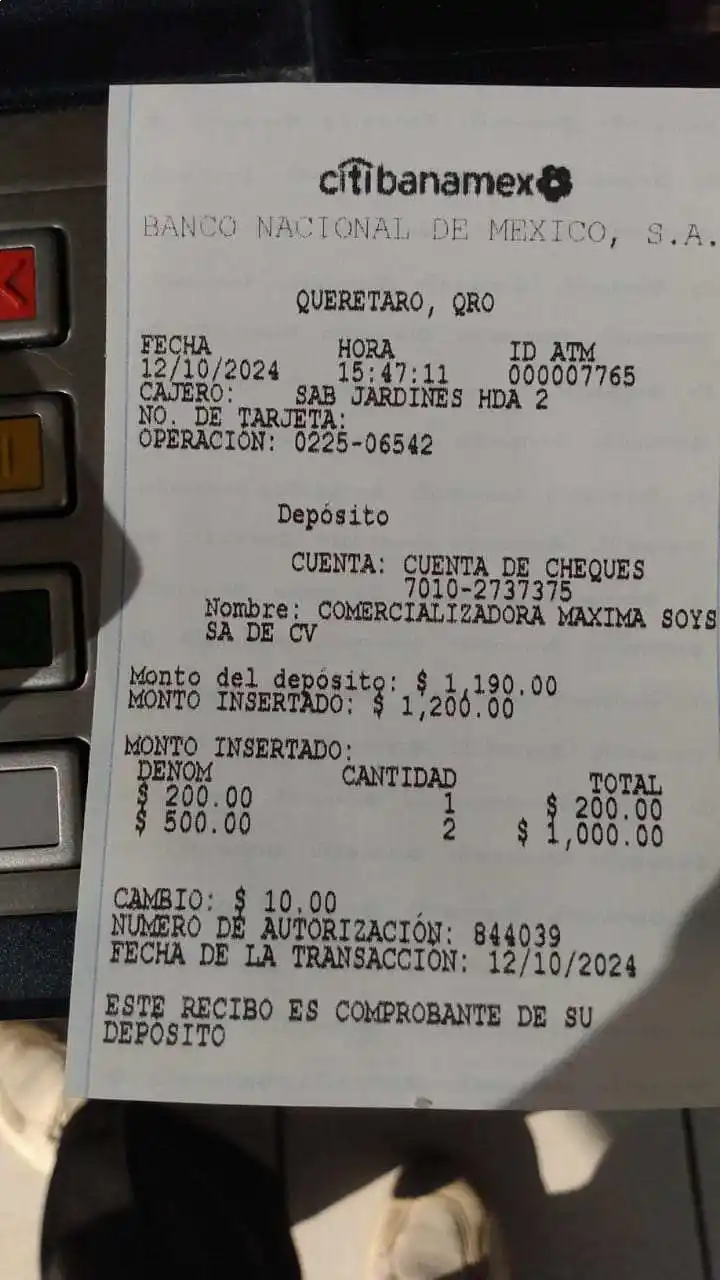 citibanamex
BANCO NACIONAL DE MEXICO, S.A.
QUERETARO, QRO
FECHA HORA ID ATM
12/10/2024 15:47:11 000007765
CAJERO: SAB JARDINES HDA 2
NO. DE TARJETA:
OPERACIÓN: 0225-06542
Depósito
CUENTA: CUENTA DE CHEQUES
7010-2737375
Nombre: COMERCIALIZADORA MAXIMA SOYS
SA DE CV
Monto del depósito: $ 1,190.00
MONTO INSERTADO: $ 1,200.00
MONTO INSERTADO:
DENOM CANTIDAD TOTAL
$ 200.00 1 $ 200.00
$ 500.00 2 $ 1,000.00
CAMBIO: $ 10.00
NUMERO DE AUTORIZACIÓN: 844039
FECHA DE LA TRANSACCIÓN: 12/10/2024
ESTE RECIBO ES COMPROBANTE DE SU
DEPOSITO